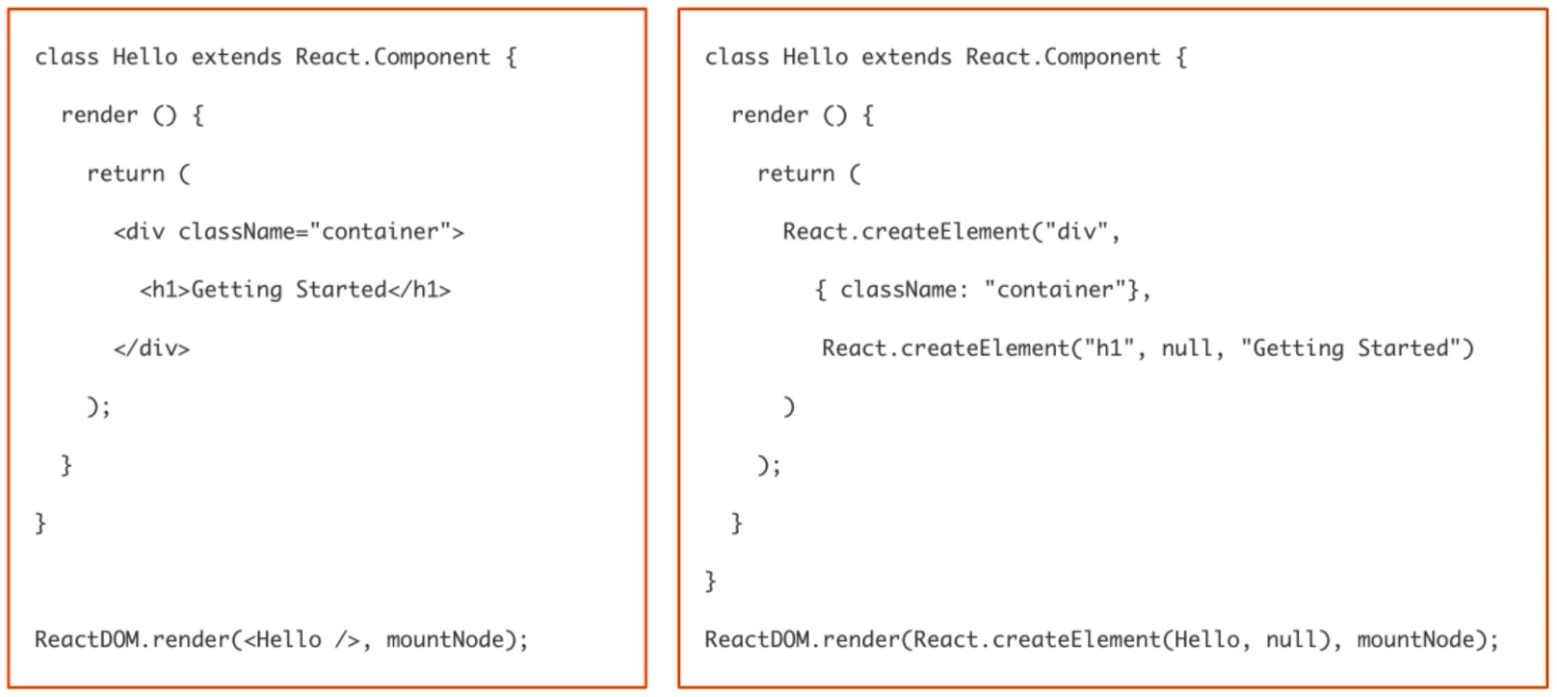 class Hello extends React.Component {
render () {
return (
<div className="container">
<h1>Getting Started</h1>
</div>
);
}
}
ReactDOM.render(<Hello />, mountNode);
class Hello extends React.Component {
render () {
return (
React.createElement("div",
{ className: "container"},
React.createElement("h1", null, "Getting Started")
)
);
}
}
ReactDOM.render(React.createElement(Hello, null), mountNode);